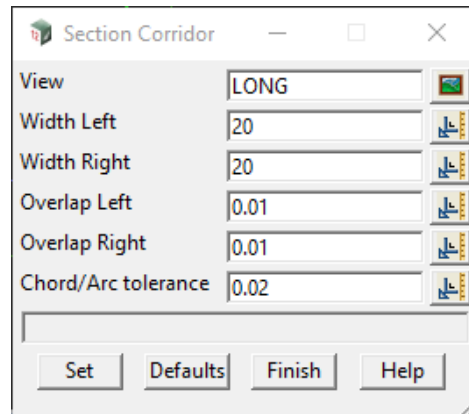 Section Corridor
View LONG
Width Left 20
Width Right 20
Overlap Left 0.01
Overlap Right 0.01
Chord/Arc tolerance 0.02
Set Defaults Finish Help